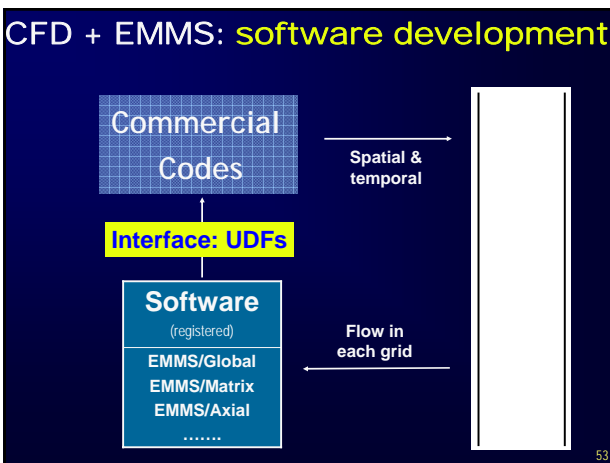 CFD + EMMS: software development
Commercial
Codes
Spatial &
temporal
Interface: UDFs
Software
(registered)
EMMS/Global
EMMS/Matrix
EMMS/Axial
.......
Flow in
each grid
53